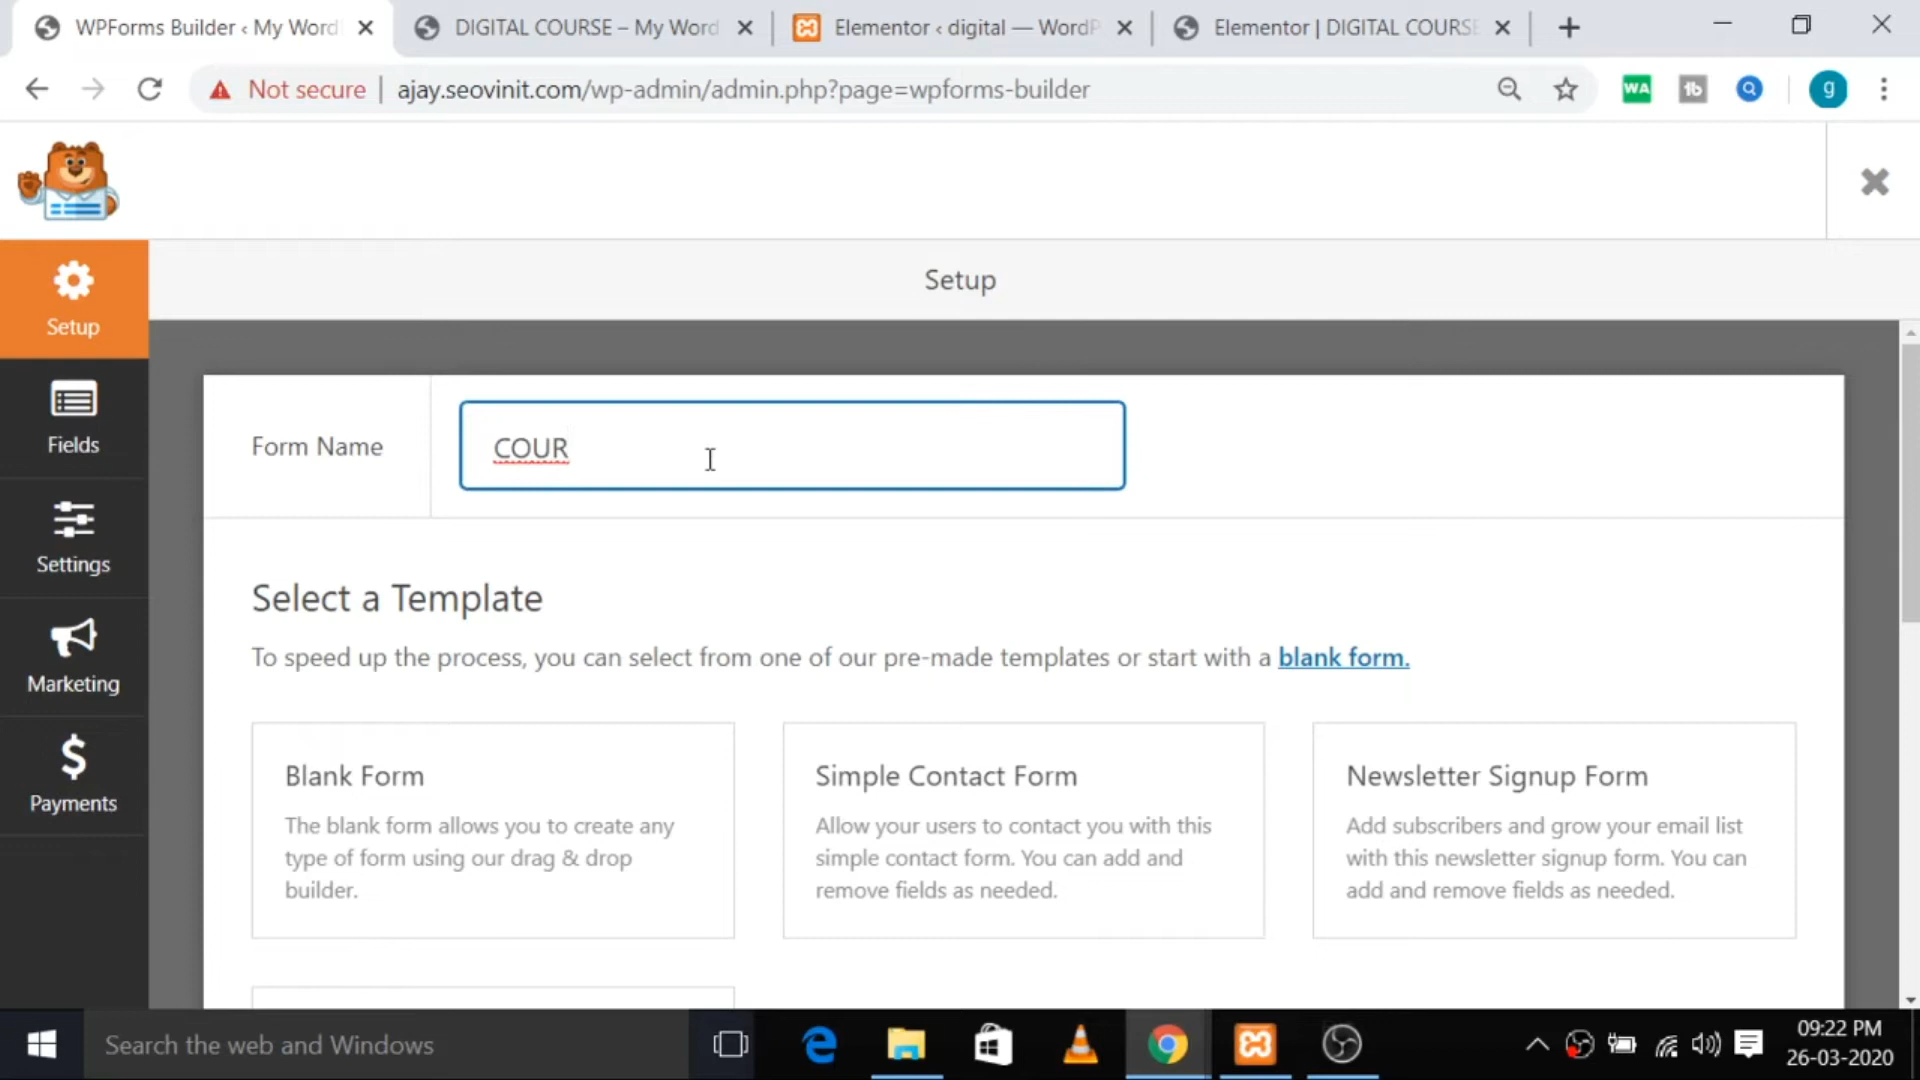 WPForms Builder ‹ My Word
DIGITAL COURSE – My Word
Elementor ‹ digital — WordP
Elementor | DIGITAL COURSE
Not secure
ajay.seovinit.com/wp-admin/admin.php?page=wpforms-builder
WA
g
Setup
Setup
Fields
Settings
Marketing
Payments
Form Name
COUR
Select a Template
To speed up the process, you can select from one of our pre-made templates or start with a blank form.
Blank Form
The blank form allows you to create any
type of form using our drag & drop
builder.
Simple Contact Form
Allow your users to contact you with this
simple contact form. You can add and
remove fields as needed.
Newsletter Signup Form
Add subscribers and grow your email list
with this newsletter signup form. You can
add and remove fields as needed.
Search the web and Windows
09:22 PM
26-03-2020